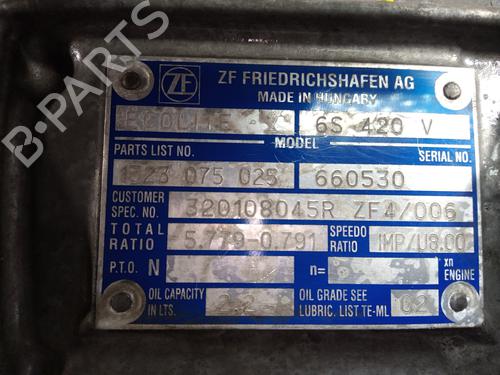 ZF
ZF FRIEDRICHSHAFEN AG
MADE IN HUNGARY
ECOLITE 6S 420 V
MODEL
PARTS LIST NO. SERIAL NO.
1323 075 025 660530
CUSTOMER
SPEC. NO. 320108045R ZF4/006
TOTAL
RATIO 5.779-0.791 SPEEDO
RATIO IMP/U8.00
P.T.O. N n= xn
ENGINE
OIL CAPACITY
IN LTS. OIL GRADE SEE
LUBRIC. LIST TE-ML 02
B-PARTS